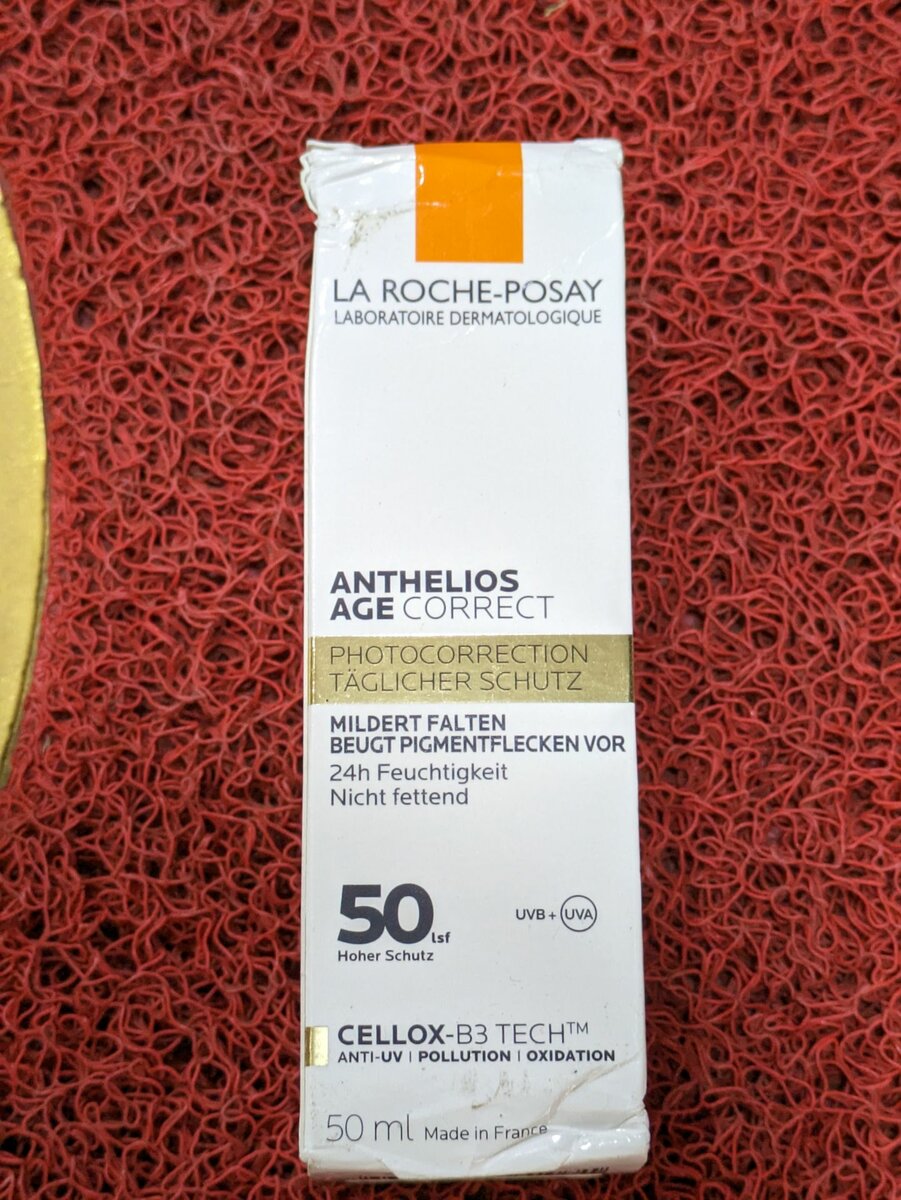 LA ROCHE-POSAY
LABORATOIRE DERMATOLOGIQUE
ANTHELIOS
AGE CORRECT
PHOTOCORRECTION
TÄGLICHER SCHUTZ
MILDERT FALTEN
BEUGT PIGMENTFLECKEN VOR
24h Feuchtigkeit
Nicht fettend
50 lsf
UVB + UVA
Hoher Schutz
CELLOX-B3 TECH™
ANTI-UV | POLLUTION | OXIDATION
50 ml Made in France